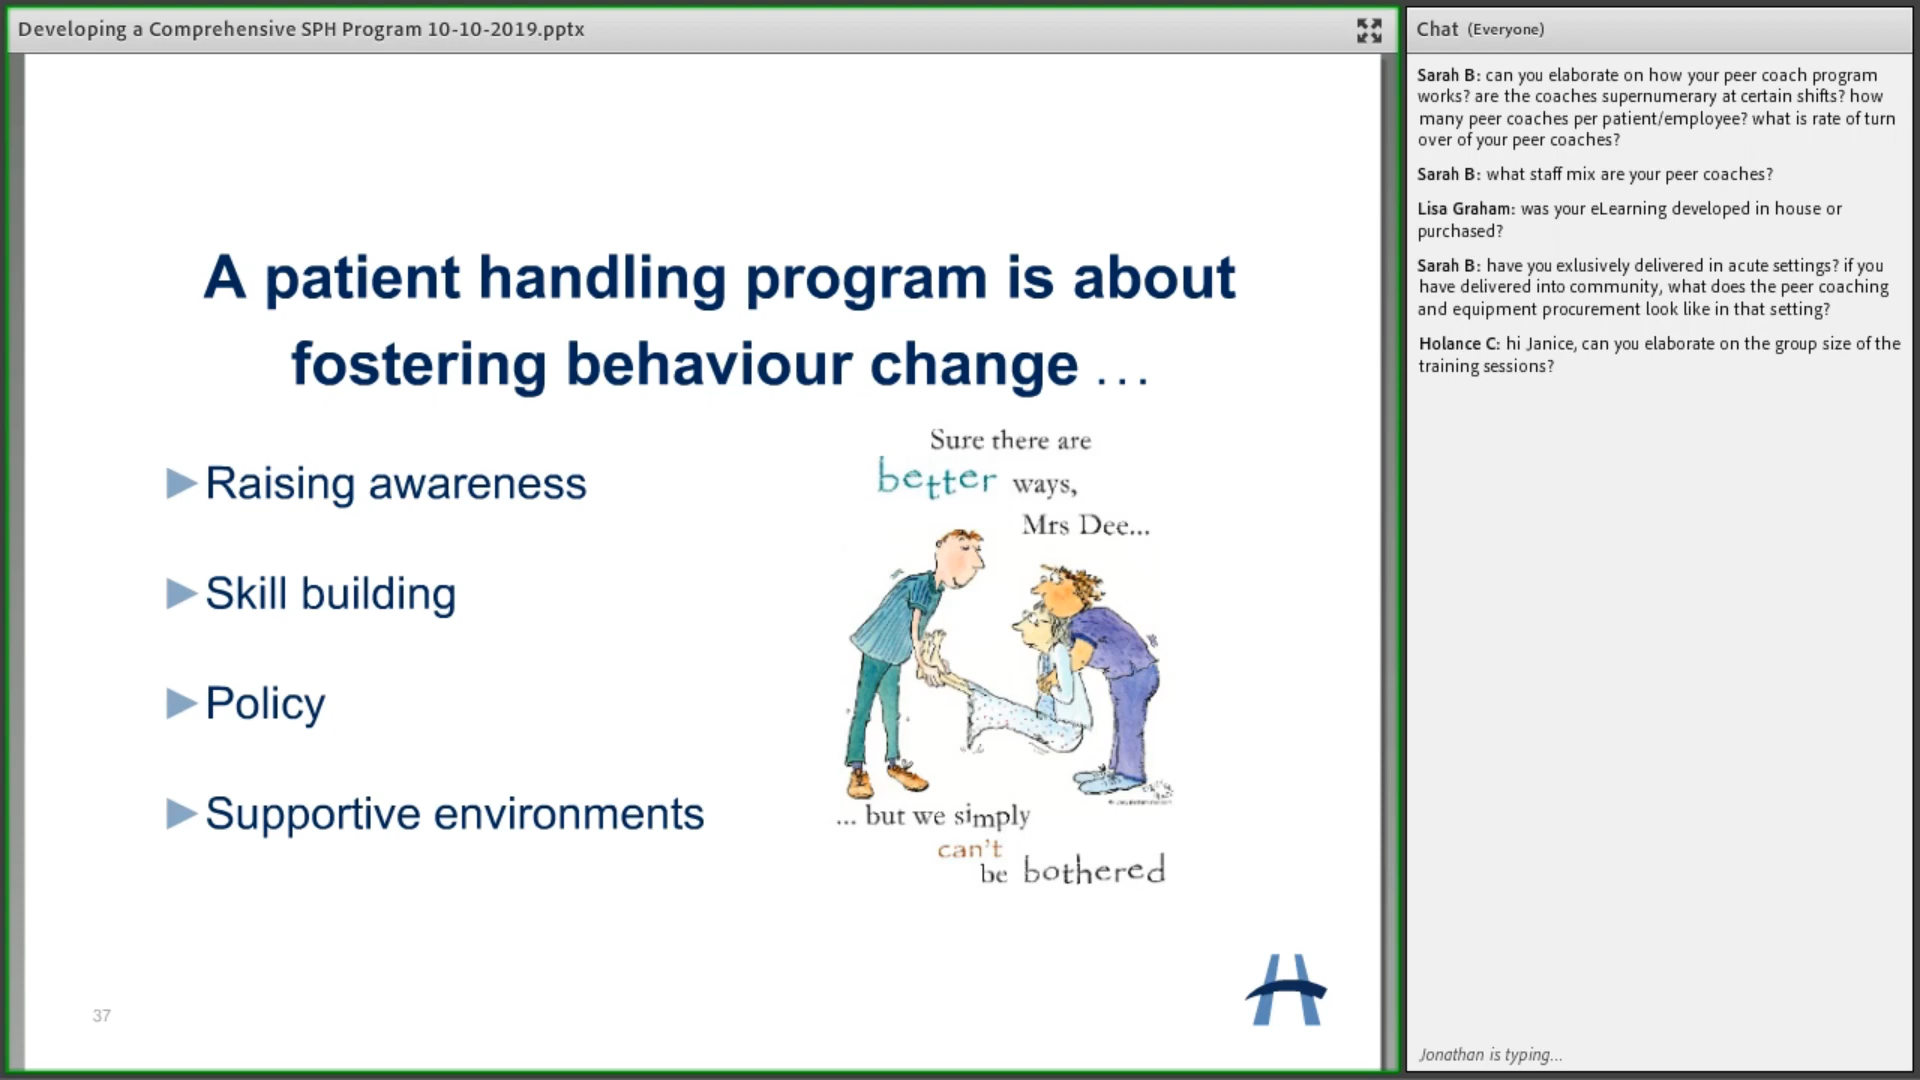 Developing a Comprehensive SPH Program 10-10-2019.pptx
A patient handling program is about
fostering behaviour change ...
Raising awareness
Skill building
Policy
Supportive environments
Sure there are
better ways,
Mrs Dee...
... but we simply
can't
be bothered
37
Chat (Everyone)
Sarah B: can you elaborate on how your peer coach program
works? are the coaches supernumerary at certain shifts? how
many peer coaches per patient/employee? what is rate of turn
over of your peer coaches?
Sarah B: what staff mix are your peer coaches?
Lisa Graham: was your eLearning developed in house or
purchased?
Sarah B: have you exlusively delivered in acute settings? if you
have delivered into community, what does the peer coaching
and equipment procurement look like in that setting?
Holance C: hi Janice, can you elaborate on the group size of the
training sessions?
Jonathan is typing...